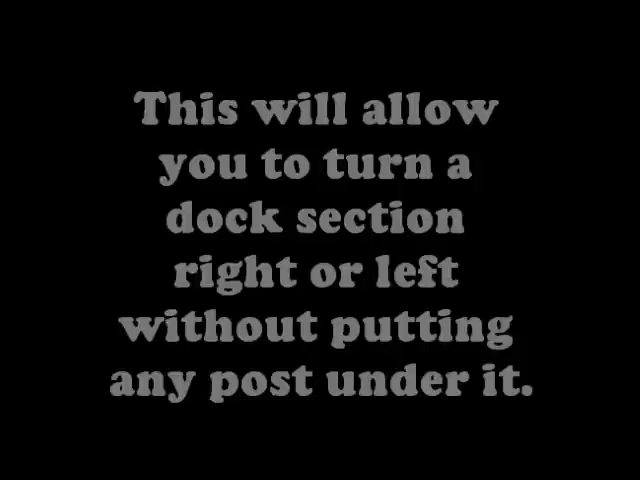 This will allow
you to turn a
dock section
right or left
without putting
any post under it.